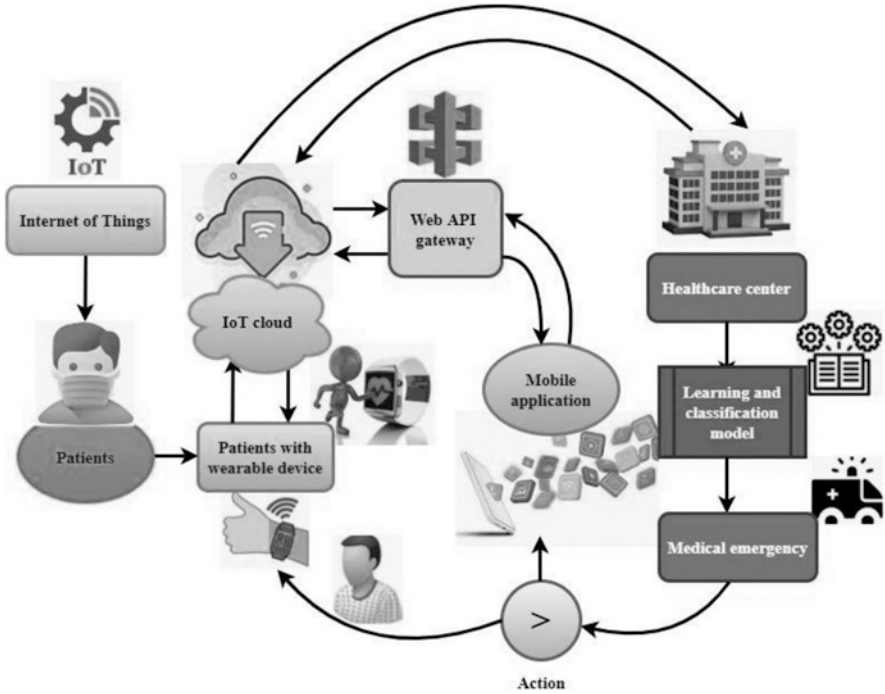 IoT
Internet of Things
Web API
gateway
Healthcare center
IoT cloud
Mobile
application
Learning and
classification
model
Patients
Patients with
wearable device
Medical emergency
>
Action